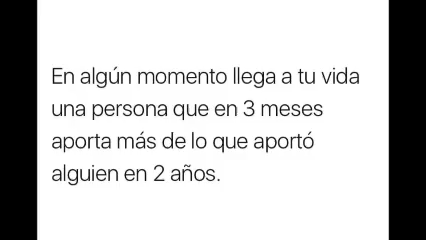 En algún momento llega a tu vida
una persona que en 3 meses
aporta más de lo que aportó
alguien en 2 años.